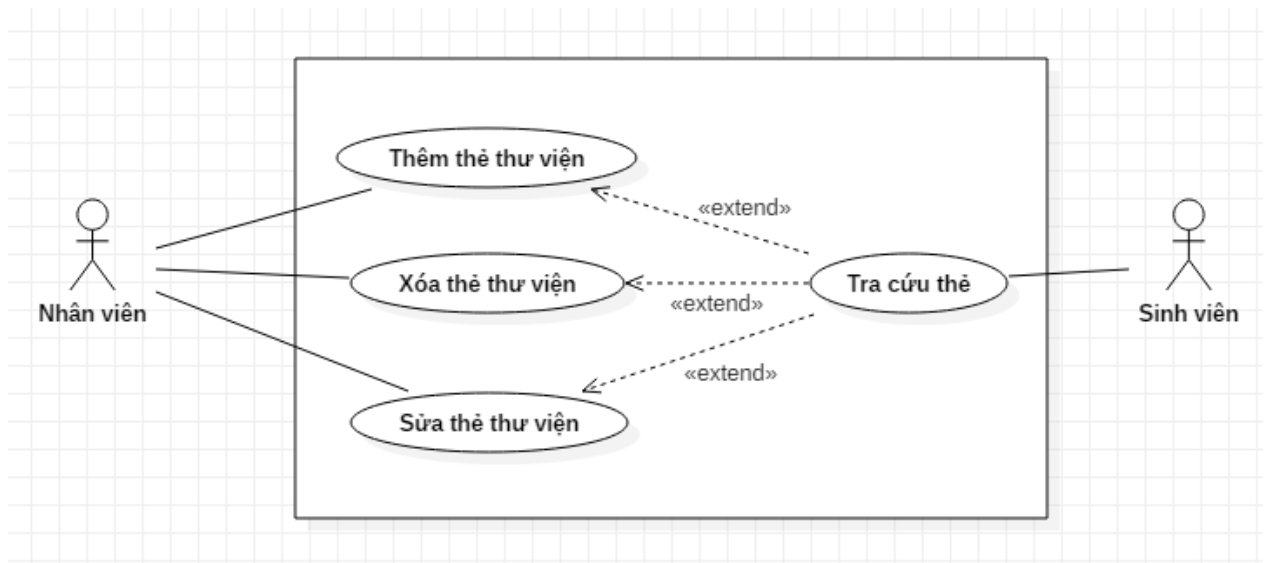 Thêm thẻ thư viện
«extend»
Xóa thẻ thư viện
Tra cứu thẻ
«extend»
Nhân viên
Sinh viên
«extend»
Sửa thẻ thư viện